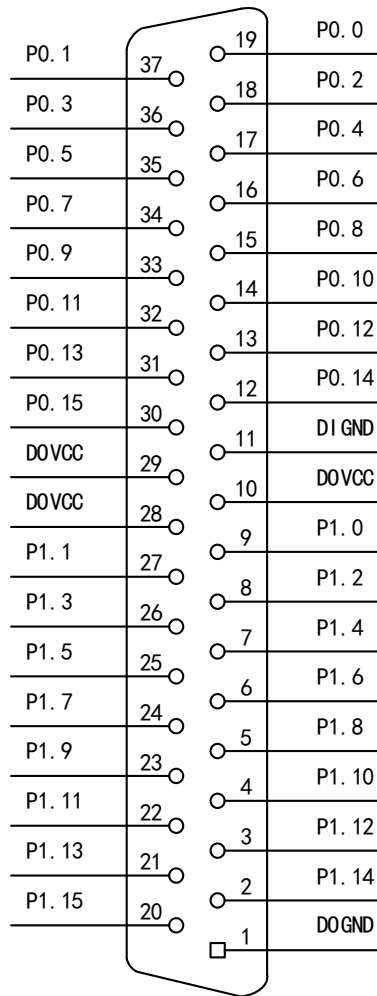 P0.0
19
P0.1
37
P0.2
18
P0.3
36
P0.4
17
P0.5
35
P0.6
16
P0.7
34
P0.8
15
P0.9
33
P0.10
14
P0.11
32
P0.12
13
P0.13
31
P0.14
12
P0.15
30
DIGND
11
DOVCC
29
DOVCC
10
DOVCC
28
P1.0
9
P1.1
27
P1.2
8
P1.3
26
P1.4
7
P1.5
25
P1.6
6
P1.7
24
P1.8
5
P1.9
23
P1.10
4
P1.11
22
P1.12
3
P1.13
21
P1.14
2
P1.15
20
DOGND
1